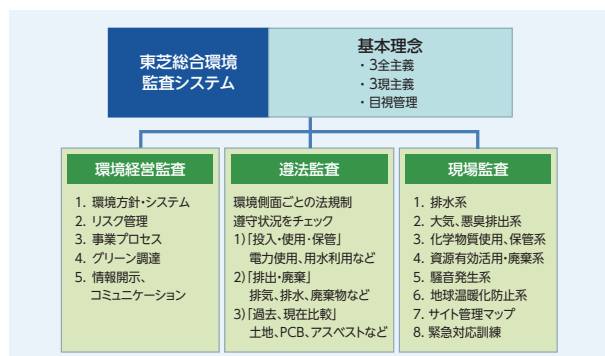 東芝総合環境
監査システム
基本理念
・3全主義
・3現主義
・目視管理
環境経営監査
1. 環境方針・システム
2. リスク管理
3. 事業プロセス
4. グリーン調達
5. 情報開示、
コミュニケーション
遵法監査
環境側面ごとの法規制
遵守状況をチェック
1)「投入・使用・保管」
電力使用、用水利用など
2)「排出・廃棄」
排気、排水、廃棄物など
3)「過去、現在比較」
土地、PCB、アスベストなど
現場監査
1. 排水系
2. 大気、悪臭排出系
3. 化学物質使用、保管系
4. 資源有効活用・廃棄系
5. 騒音発生系
6. 地球温暖化防止系
7. サイト管理マップ
8. 緊急対応訓練